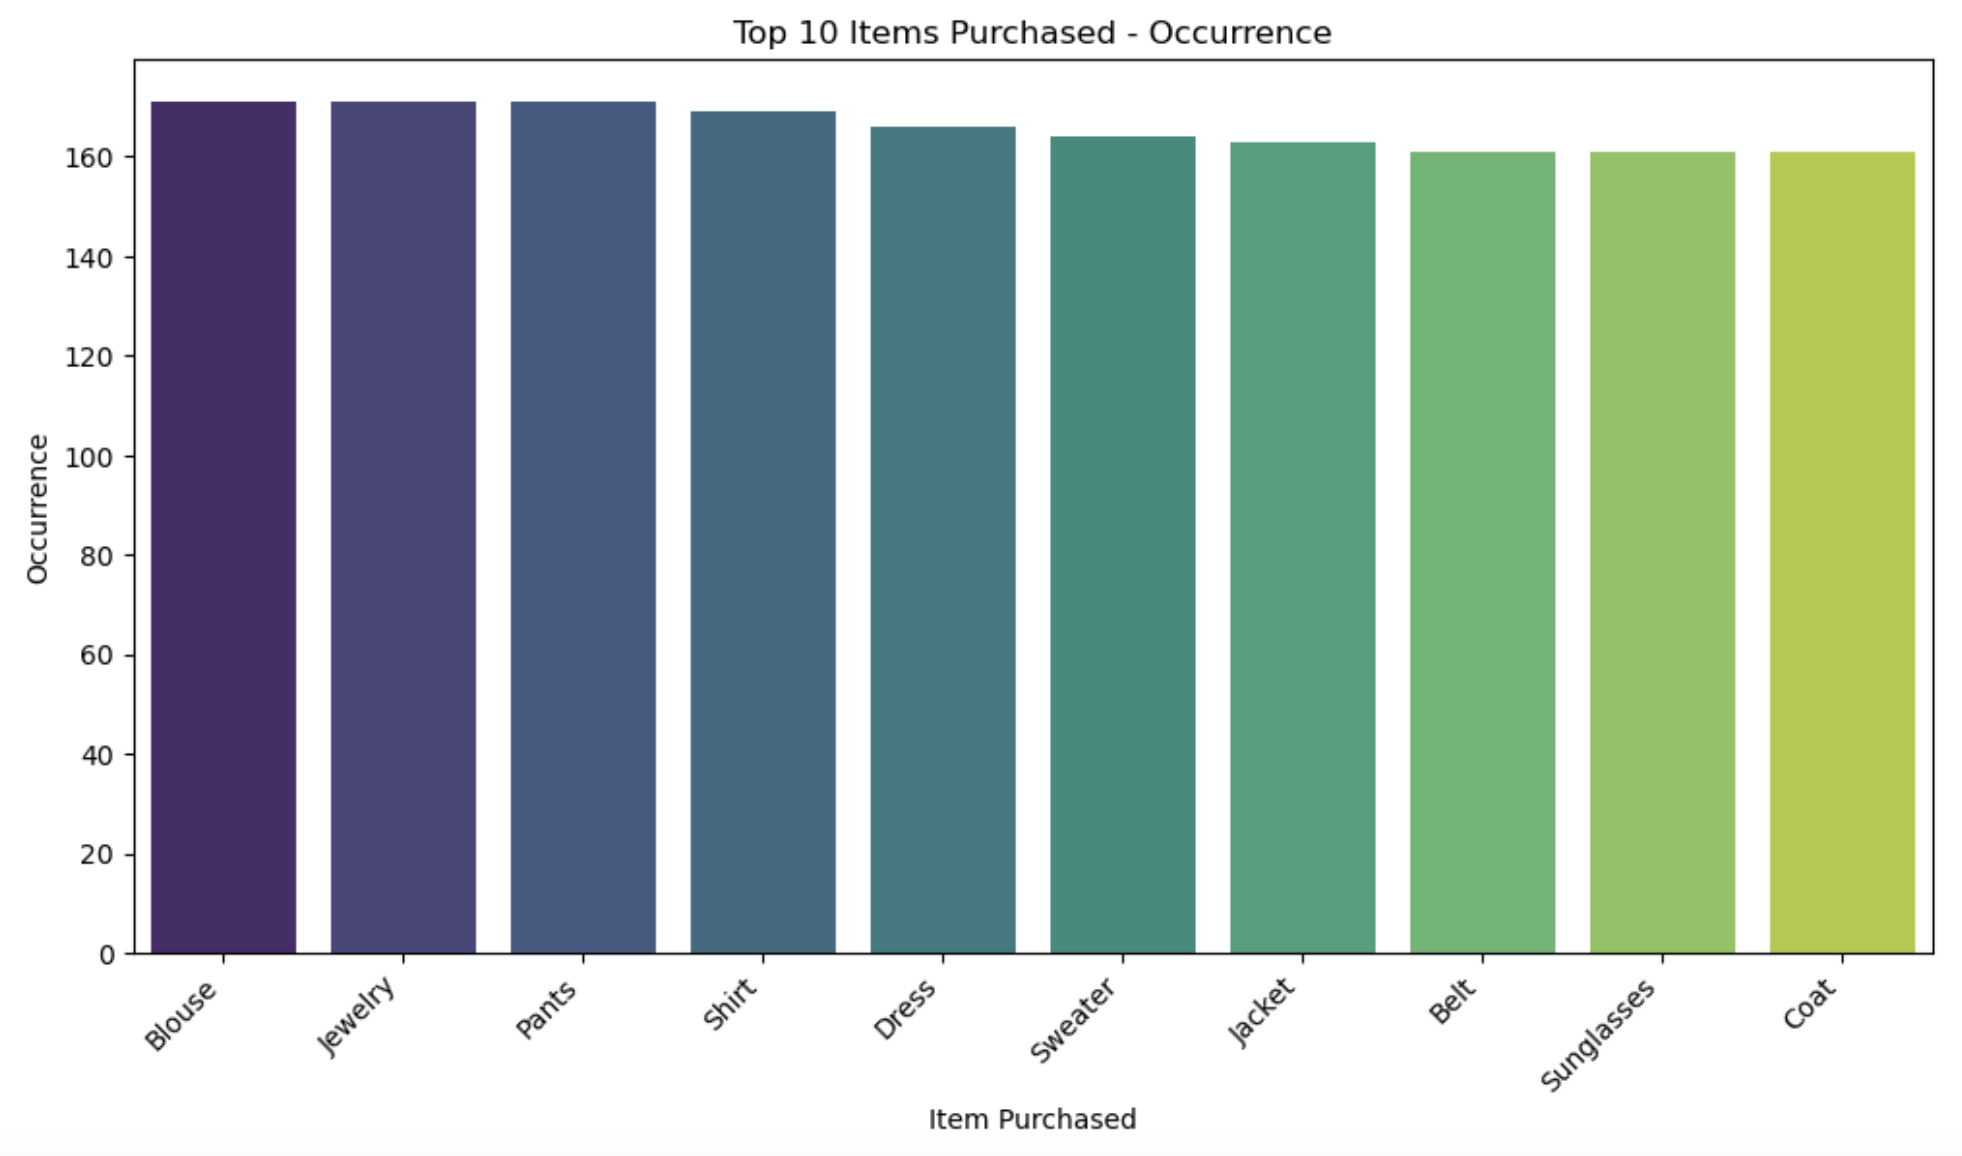 Top 10 Items Purchased - Occurrence
Occurrence
160
140
120
100
80
60
40
20
0
Blouse
Jewelry
Pants
Shirt
Dress
Sweater
Jacket
Belt
Sunglasses
Coat
Item Purchased